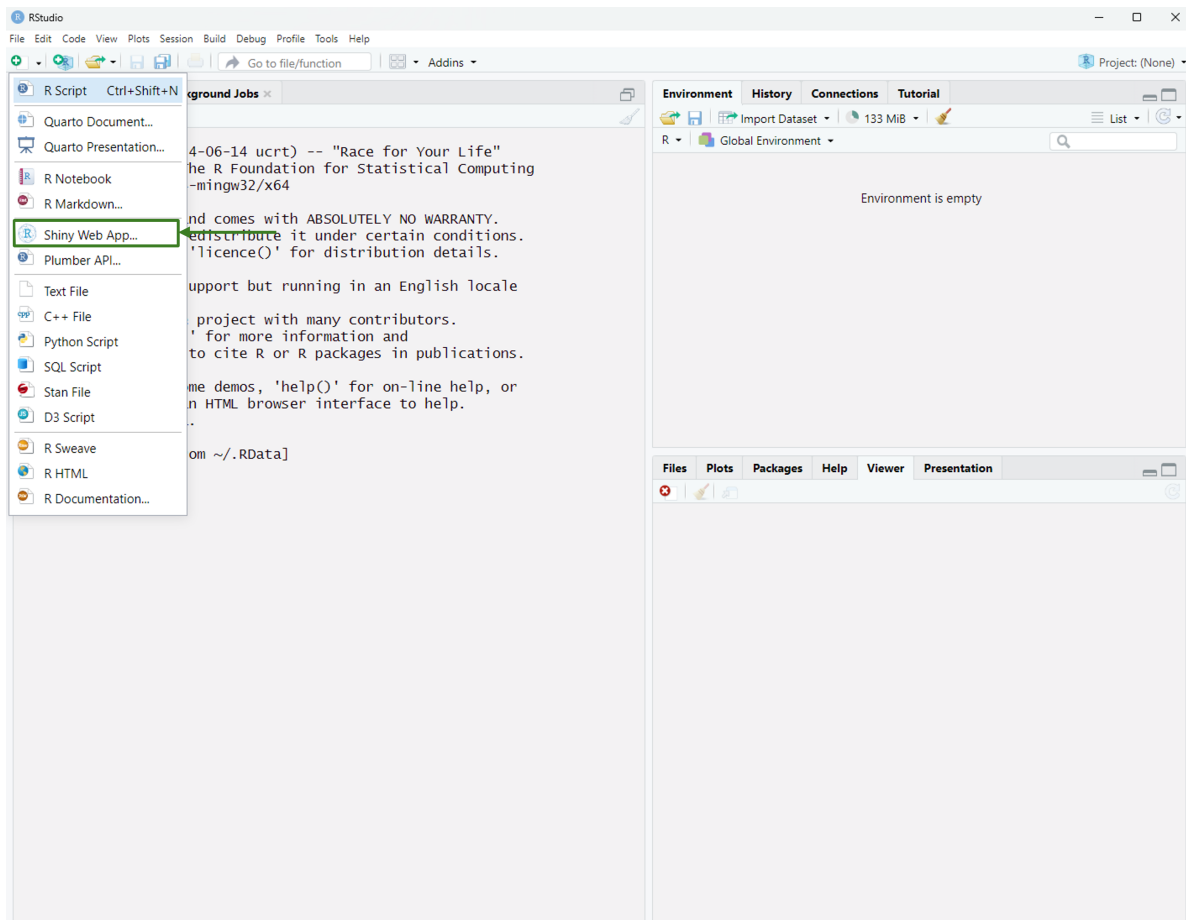 RStudio
File Edit Code View Plots Session Build Debug Profile Tools Help
Go to file/function Addins Project: (None)
R Script Ctrl+Shift+N
Quarto Document...
Quarto Presentation...
R Notebook
R Markdown...
Shiny Web App...
Plumber API...
Text File
C++ File
Python Script
SQL Script
Stan File
D3 Script
R Sweave
R HTML
R Documentation...
kground Jobs
4-06-14 ucrt) -- "Race for Your Life"
he R Foundation for Statistical Computing
-mingw32/x64
nd comes with ABSOLUTELY NO WARRANTY.
edistribute it under certain conditions.
'licence()' for distribution details.
upport but running in an English locale
project with many contributors.
' for more information and
to cite R or R packages in publications.
me demos, 'help()' for on-line help, or
n HTML browser interface to help.
.
om ~/.RData]
Environment History Connections Tutorial
Import Dataset 133 MiB List
R Global Environment
Environment is empty
Files Plots Packages Help Viewer Presentation